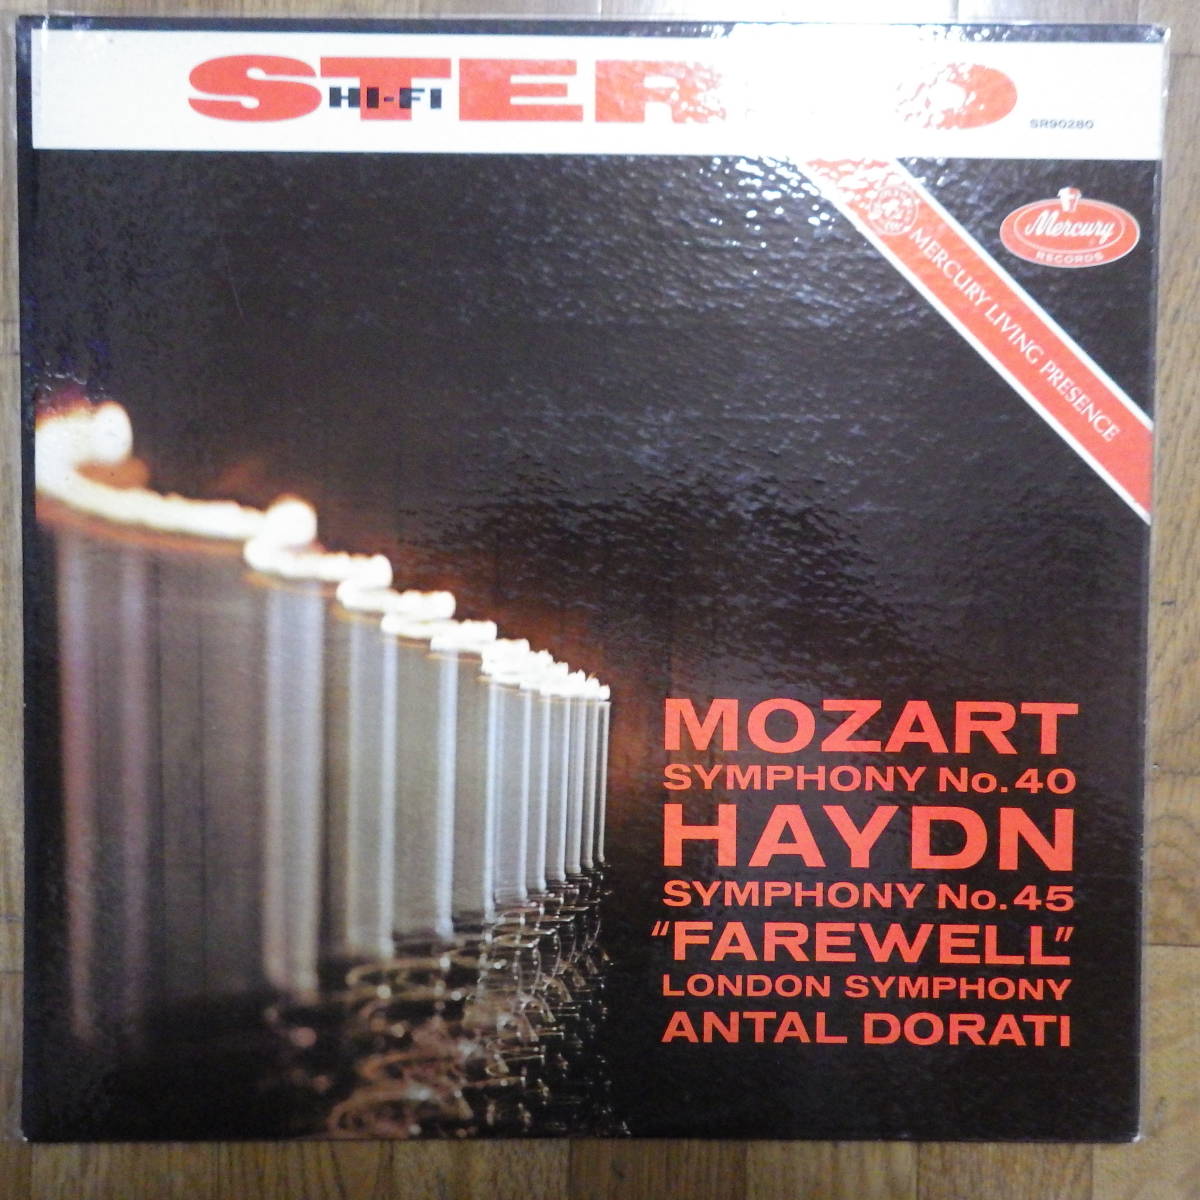 STEREO
HI-FI
SR90280
MERCURY LIVING PRESENCE
Mercury
RECORDS
MOZART
SYMPHONY No. 40
HAYDN
SYMPHONY No. 45
"FAREWELL"
LONDON SYMPHONY
ANTAL DORATI